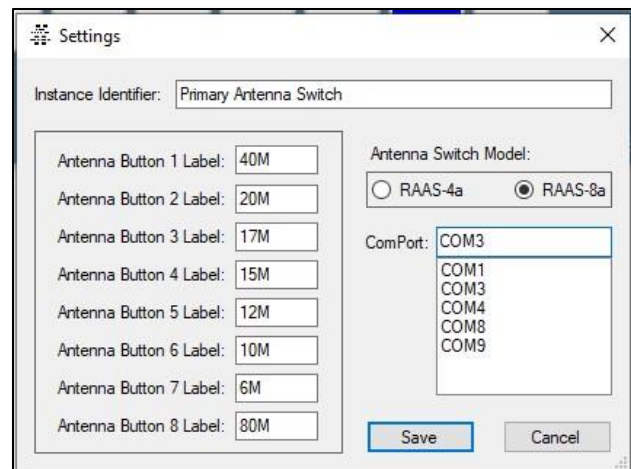 Settings
Instance Identifier: Primary Antenna Switch
Antenna Button 1 Label: 40M
Antenna Button 2 Label: 20M
Antenna Button 3 Label: 17M
Antenna Button 4 Label: 15M
Antenna Button 5 Label: 12M
Antenna Button 6 Label: 10M
Antenna Button 7 Label: 6M
Antenna Button 8 Label: 80M
Antenna Switch Model:
RAAS-4a RAAS-8a
ComPort: COM3
COM1
COM3
COM4
COM8
COM9
Save Cancel